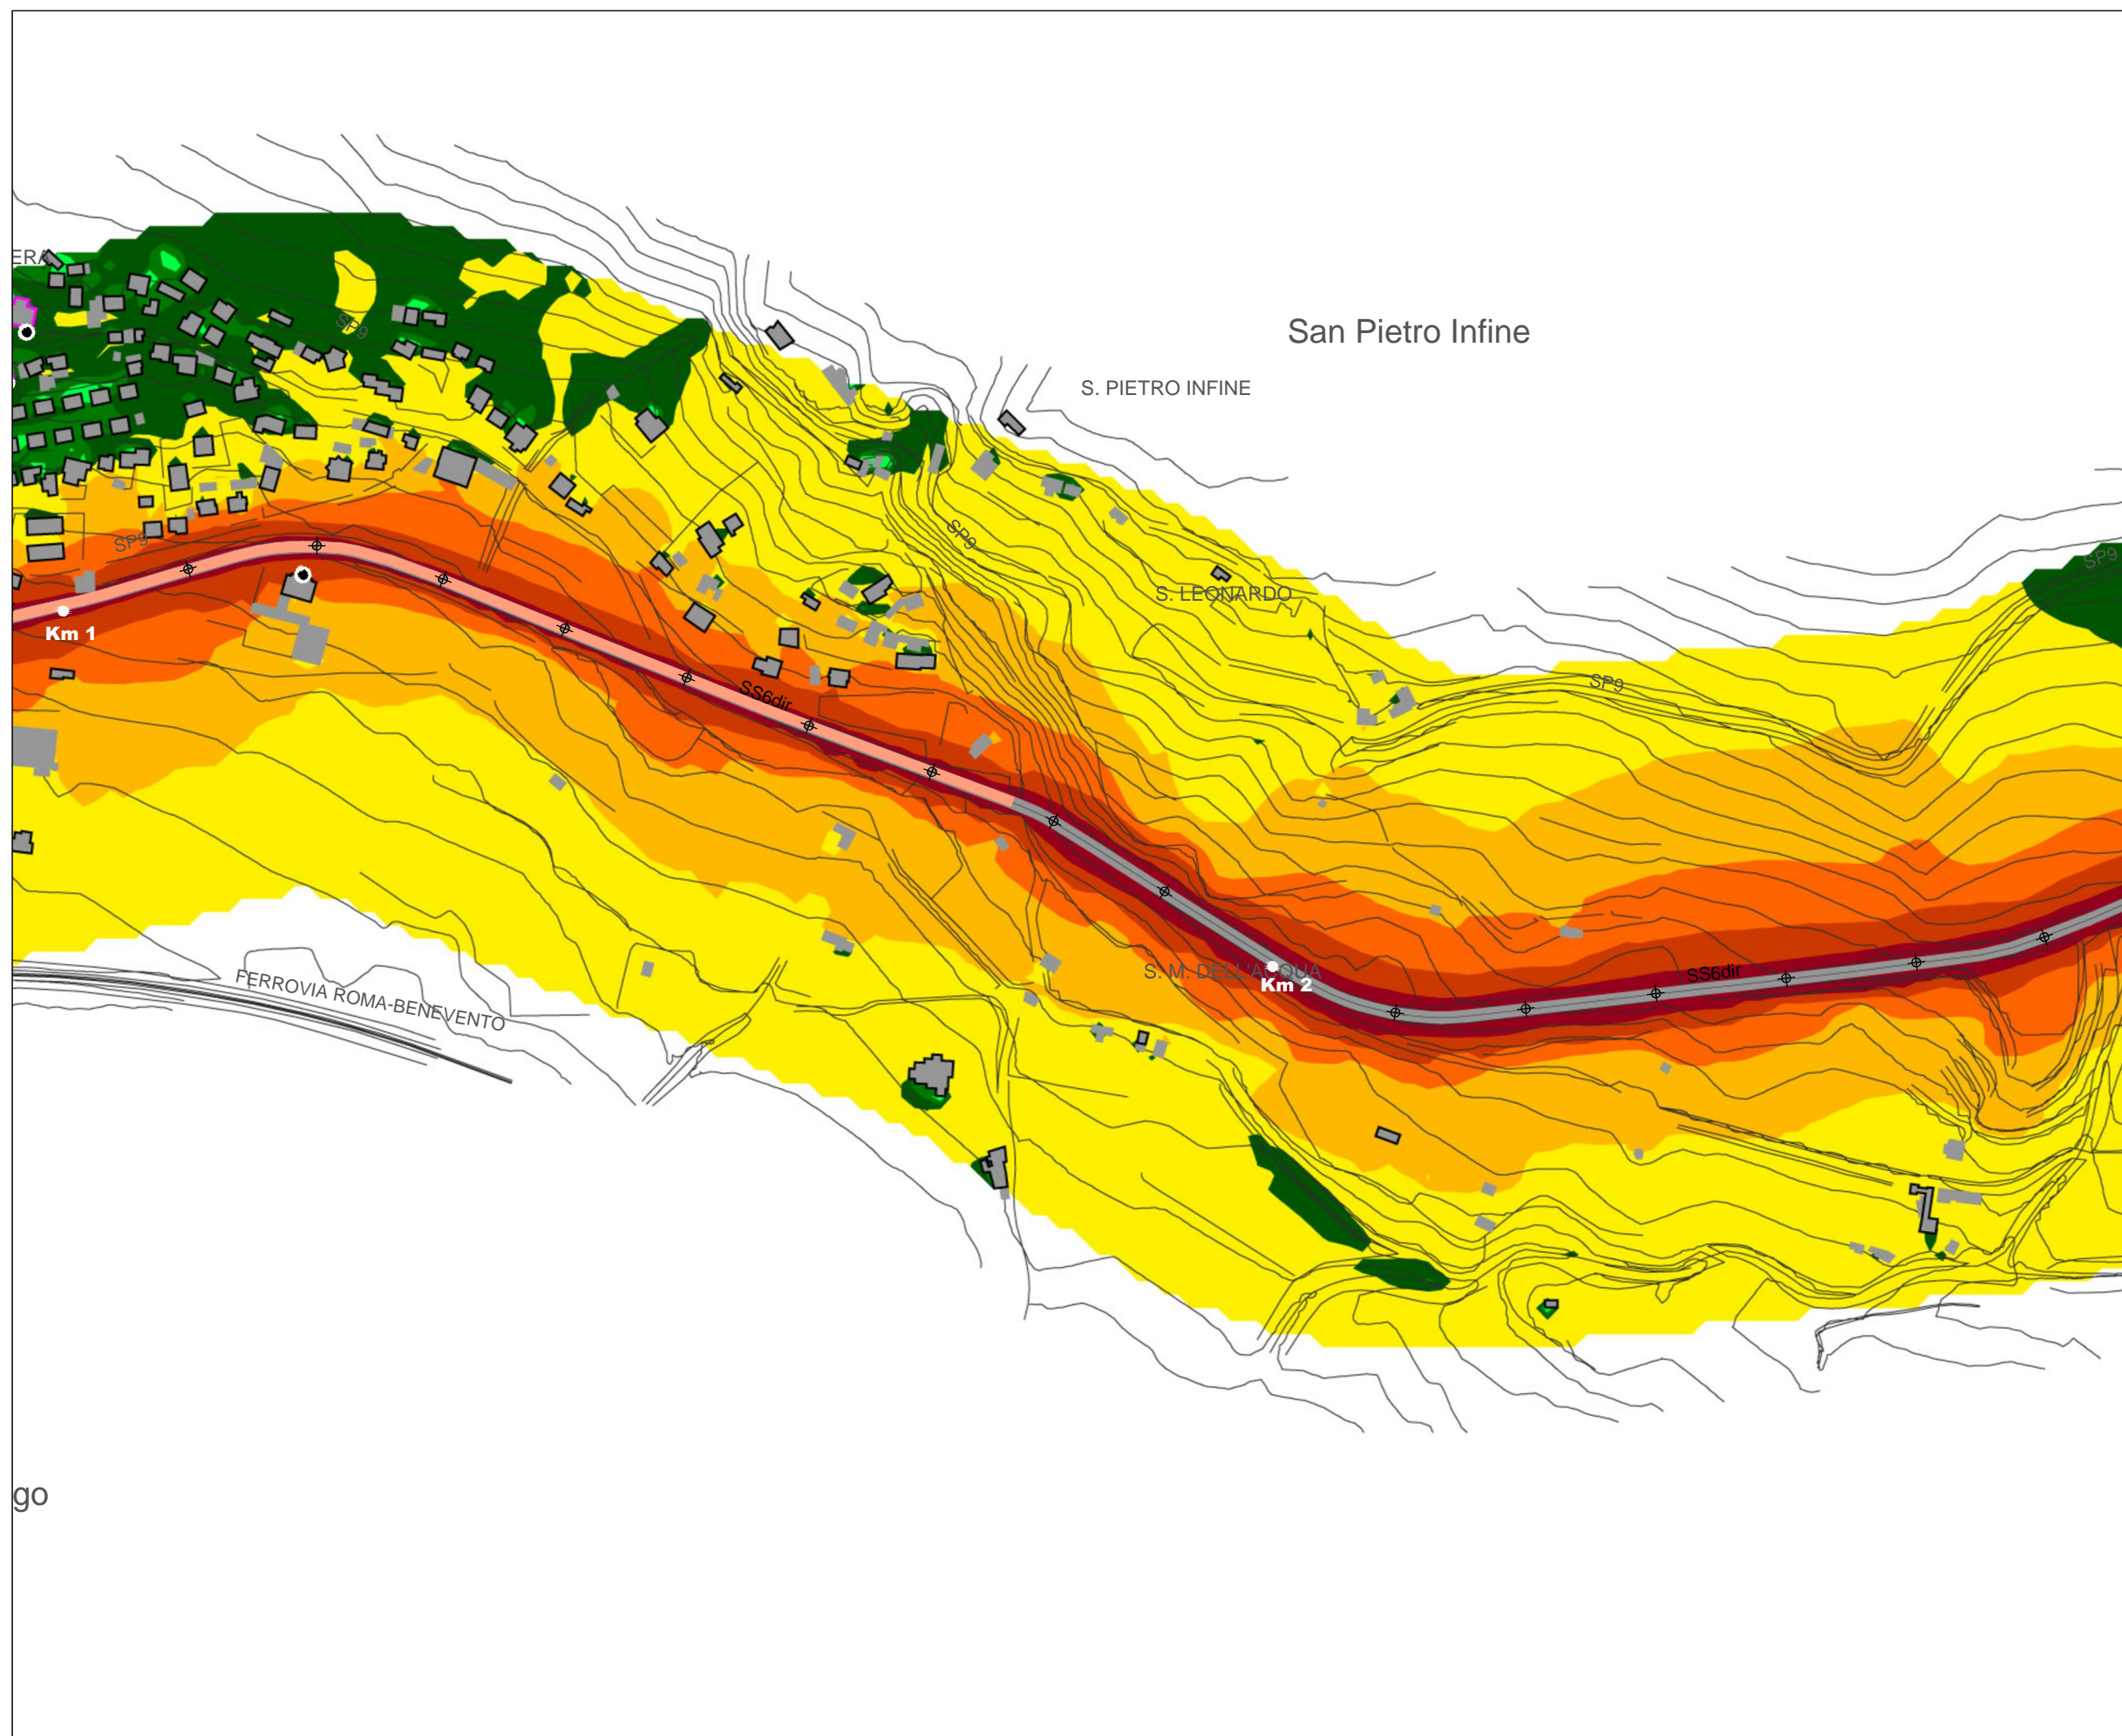 ERA
SP9
San Pietro Infine
S. PIETRO INFINE
SP9
SP9
SP9
S. LEONARDO
Km 1
SS6dir
SP9
S. M. DELL'ACQUA
Km 2
SS6dir
FERROVIA ROMA-BENEVENTO
go